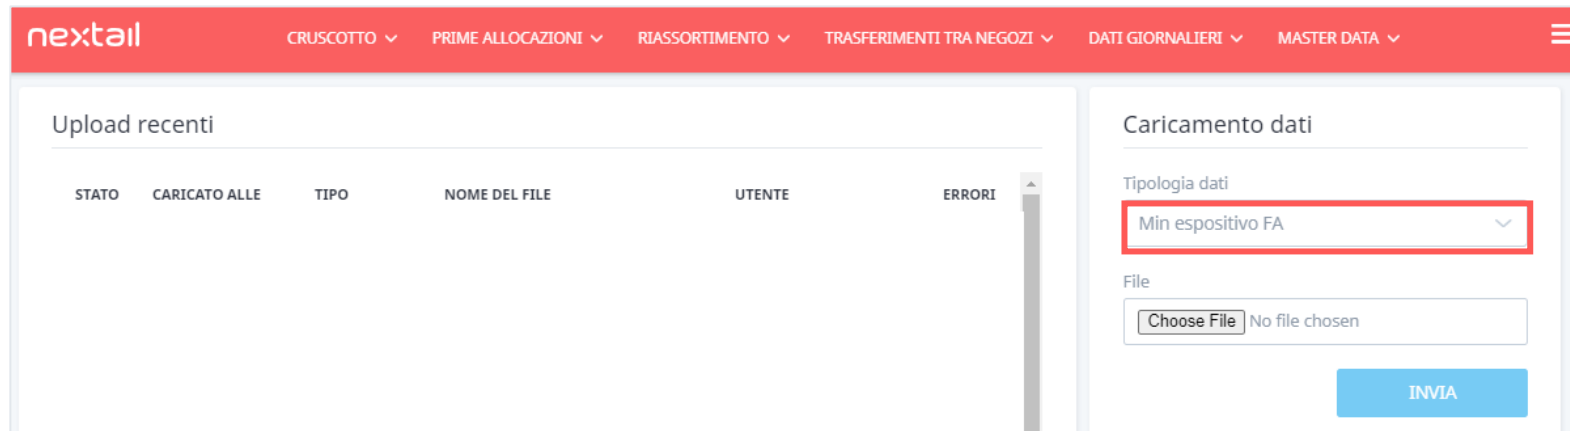 nextail
CRUSCOTTO PRIME ALLOCAZIONI RIASSORTIMENTO TRASFERIMENTI TRA NEGOZI DATI GIORNALIERI MASTER DATA
Upload recenti
STATO CARICATO ALLE TIPO NOME DEL FILE UTENTE ERRORI
Caricamento dati
Tipologia dati
Min espositivo FA
File
Choose File No file chosen
INVIA